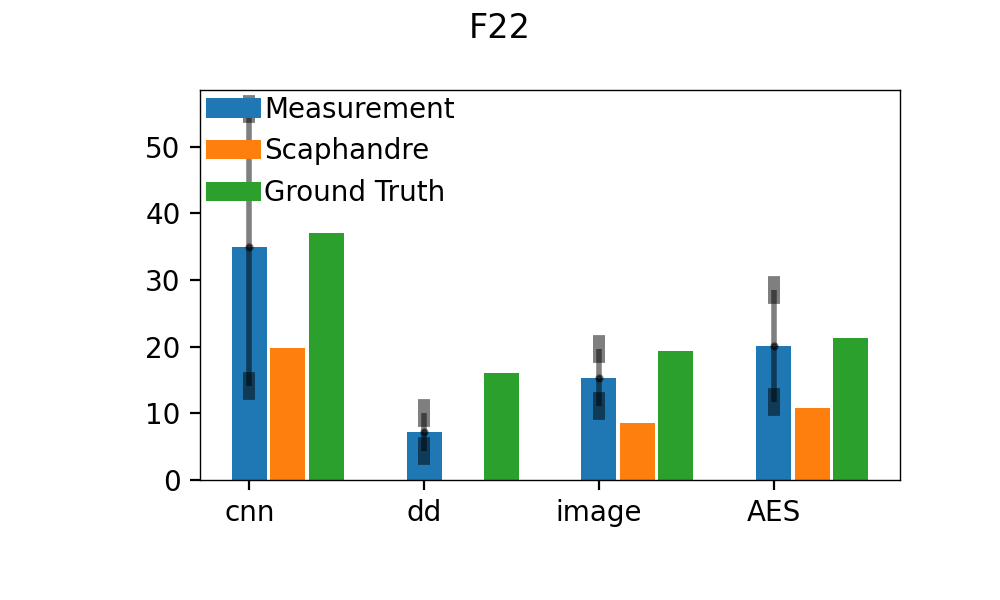 F22
Measurement
Scaphandre
Ground Truth
50
40
30
20
10
0
cnn dd image AES